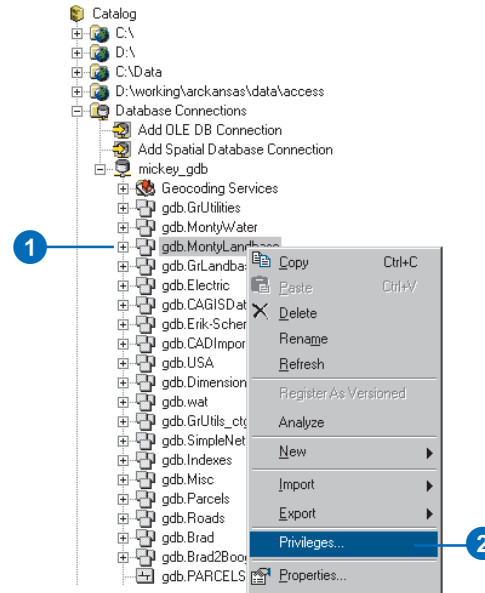 Catalog
C:\
D:\
C:\Data
D:\working\arckansas\data\access
Database Connections
Add OLE DB Connection
Add Spatial Database Connection
mickey_gdb
Geocoding Services
gdb.GrUtilities
gdb.MontyWater
1
gdb.MontyLandbase
gdb.GrLandba
gdb.Electric
gdb.CAGISDat
gdb.Erik-Scher
gdb.CADImpor
gdb.USA
gdb.Dimension
gdb.wat
gdb.GrUtils_ctg
gdb.SimpleNet
gdb.Indexes
gdb.Misc
gdb.Parcels
gdb.Roads
gdb.Brad
gdb.Brad2Boo
gdb.PARCELS
Copy Ctrl+C
Paste Ctrl+V
Delete
Rename
Refresh
Register As Versioned
Analyze
New
Import
Export
Privileges...
2
Properties...